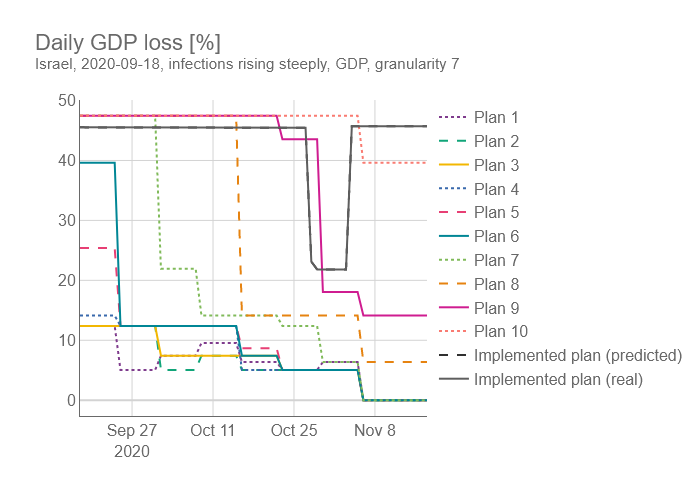 Daily GDP loss [%]
Israel, 2020-09-18, infections rising steeply, GDP, granularity 7
50
40
30
20
10
0
Sep 27
2020
Oct 11
Oct 25
Nov 8
Plan 1
Plan 2
Plan 3
Plan 4
Plan 5
Plan 6
Plan 7
Plan 8
Plan 9
Plan 10
Implemented plan (predicted)
Implemented plan (real)